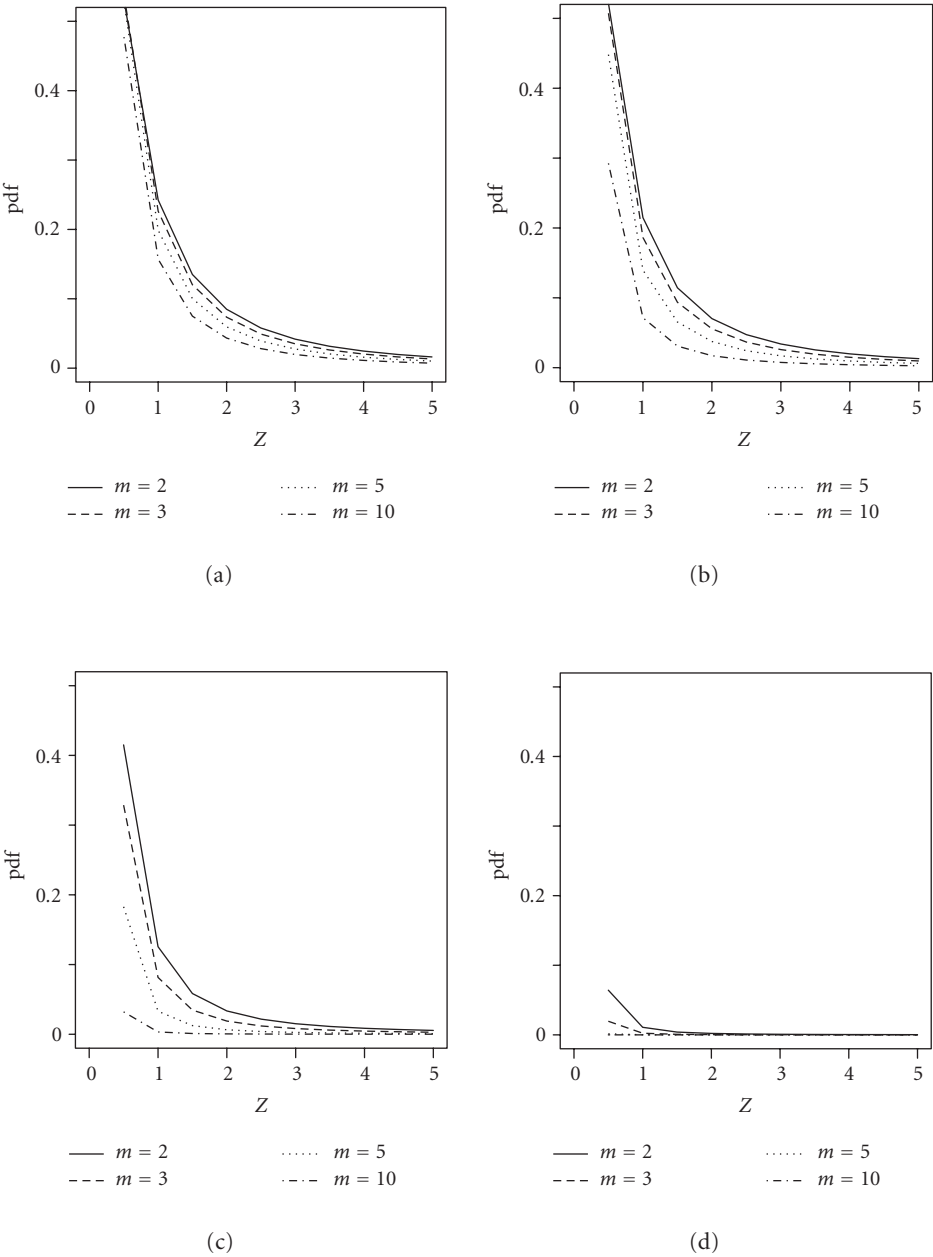 pdf
0.4
0.2
0
0 1 2 3 4 5
Z
m = 2 m = 5
m = 3 m = 10
(a)
pdf
0.4
0.2
0
0 1 2 3 4 5
Z
m = 2 m = 5
m = 3 m = 10
(b)
pdf
0.4
0.2
0
0 1 2 3 4 5
Z
m = 2 m = 5
m = 3 m = 10
(c)
pdf
0.4
0.2
0
0 1 2 3 4 5
Z
m = 2 m = 5
m = 3 m = 10
(d)